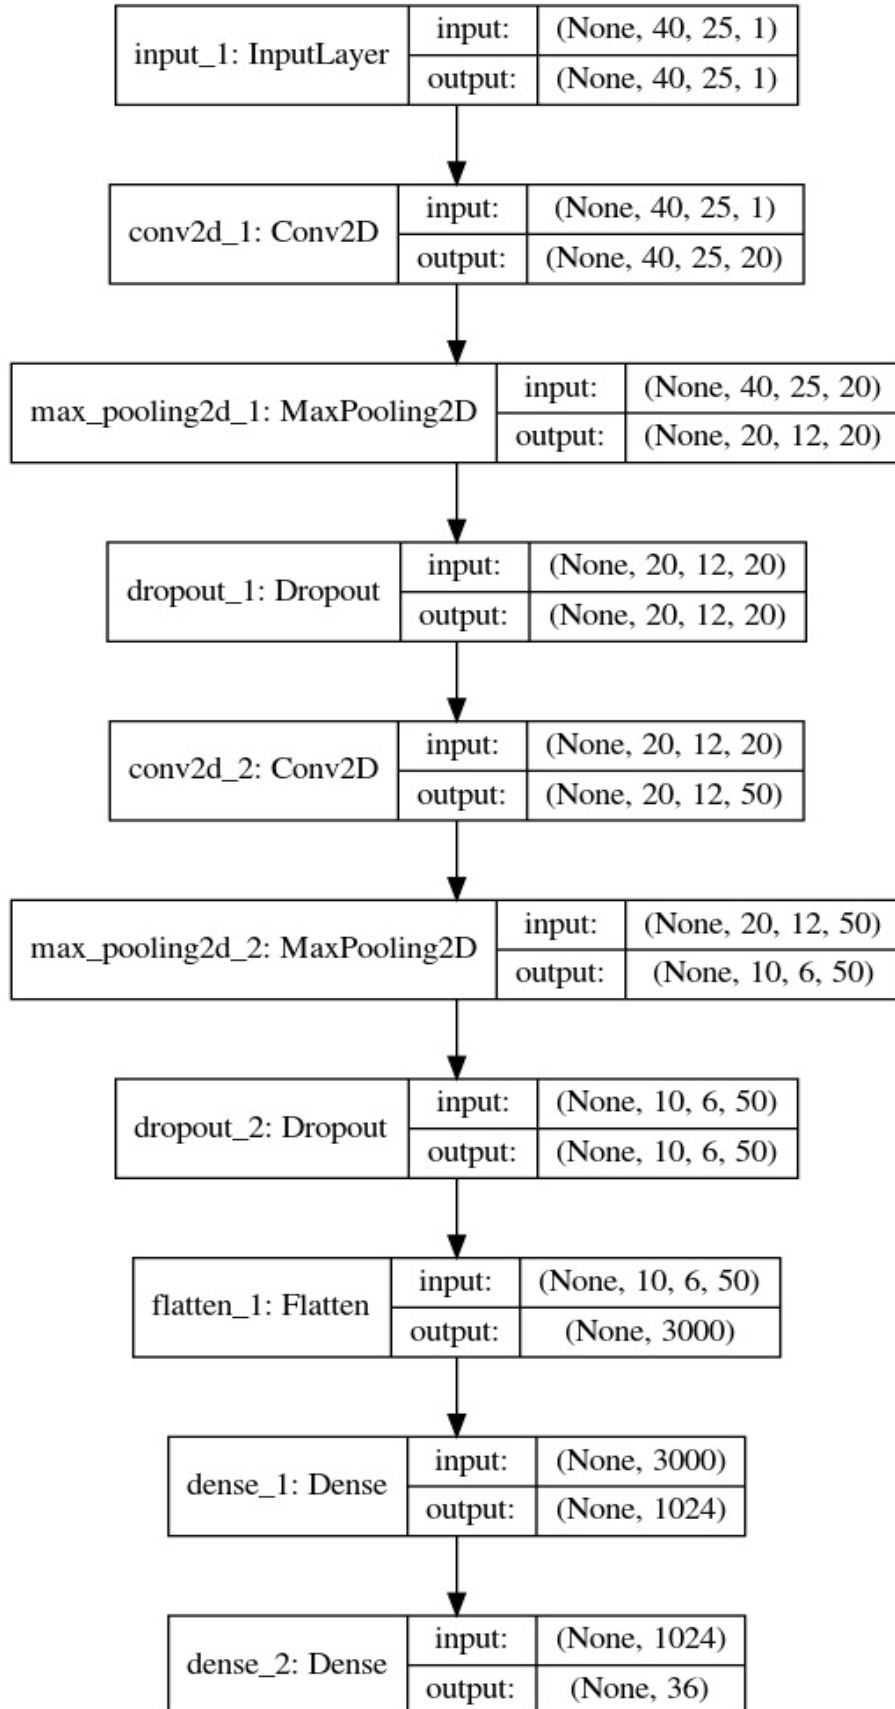 input_1: InputLayer
input: (None, 40, 25, 1)
output: (None, 40, 25, 1)
conv2d_1: Conv2D
input: (None, 40, 25, 1)
output: (None, 40, 25, 20)
max_pooling2d_1: MaxPooling2D
input: (None, 40, 25, 20)
output: (None, 20, 12, 20)
dropout_1: Dropout
input: (None, 20, 12, 20)
output: (None, 20, 12, 20)
conv2d_2: Conv2D
input: (None, 20, 12, 20)
output: (None, 20, 12, 50)
max_pooling2d_2: MaxPooling2D
input: (None, 20, 12, 50)
output: (None, 10, 6, 50)
dropout_2: Dropout
input: (None, 10, 6, 50)
output: (None, 10, 6, 50)
flatten_1: Flatten
input: (None, 10, 6, 50)
output: (None, 3000)
dense_1: Dense
input: (None, 3000)
output: (None, 1024)
dense_2: Dense
input: (None, 1024)
output: (None, 36)